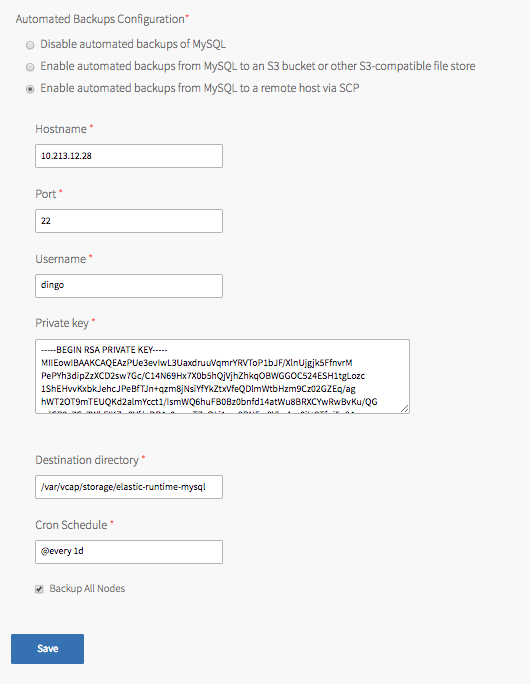 Automated Backups Configuration*
Disable automated backups of MySQL
Enable automated backups from MySQL to an S3 bucket or other S3-compatible file store
Enable automated backups from MySQL to a remote host via SCP
Hostname *
10.213.12.28
Port *
22
Username *
dingo
Private key *
-----BEGIN RSA PRIVATE KEY-----
MIIEowIBAAKCAQEAzPUe3evIwL3UaxdruuVqmrYRVToP1bJF/XlnUjgjk5FfnvrM
PePYh3dipZzXCD2sw7Gc/C14N69Hx7X0b5hQjVjhZhkqOBWGGOC524ESH1tgLozc
1ShEHvvKxbkJehcJPeBfTJn+qzm8jNsiYfYkZtxVfeQDlmWtbHzm9Cz02GZEq/ag
hWT2OT9mTEUQKd2almYcct1/IsmWQ6huFB0Bz0bnfd14atWu8BRXCYwRwBvKu/QG
Destination directory *
/var/vcap/storage/elastic-runtime-mysql
Cron Schedule *
@every 1d
Backup All Nodes
Save